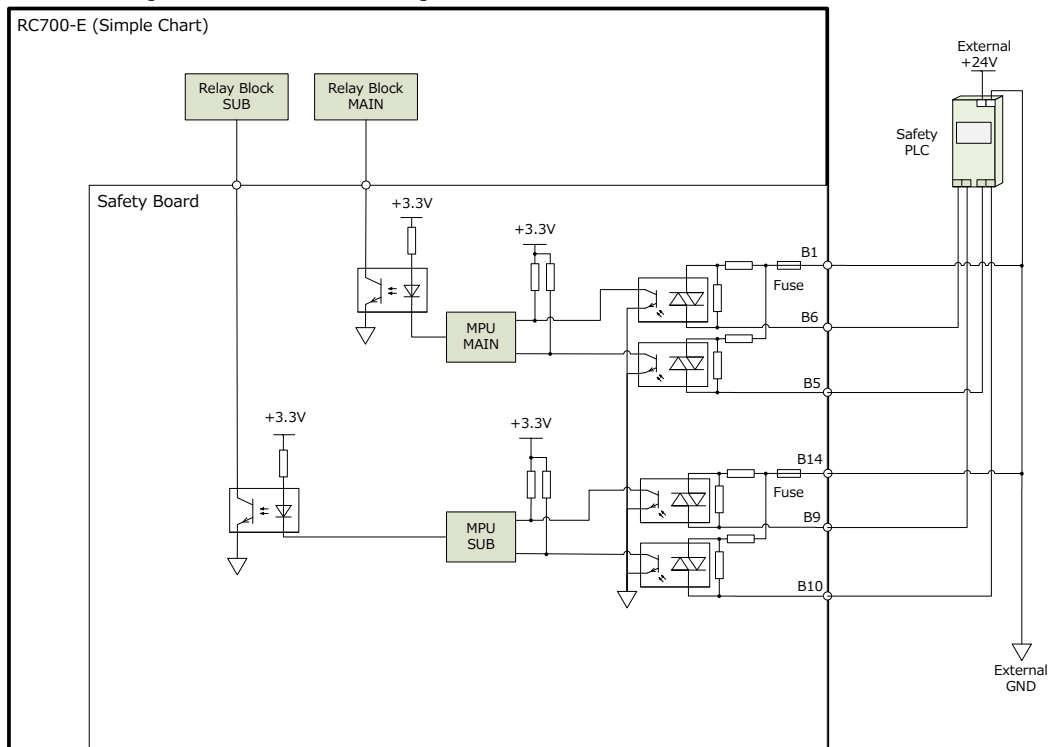 RC700-E (Simple Chart)
External
+24V
Relay Block
SUB
Relay Block
MAIN
Safety
PLC
Safety Board
+3.3V
+3.3V
B1
Fuse
B6
MPU
MAIN
B5
+3.3V
+3.3V
B14
Fuse
B9
MPU
SUB
B10
External
GND